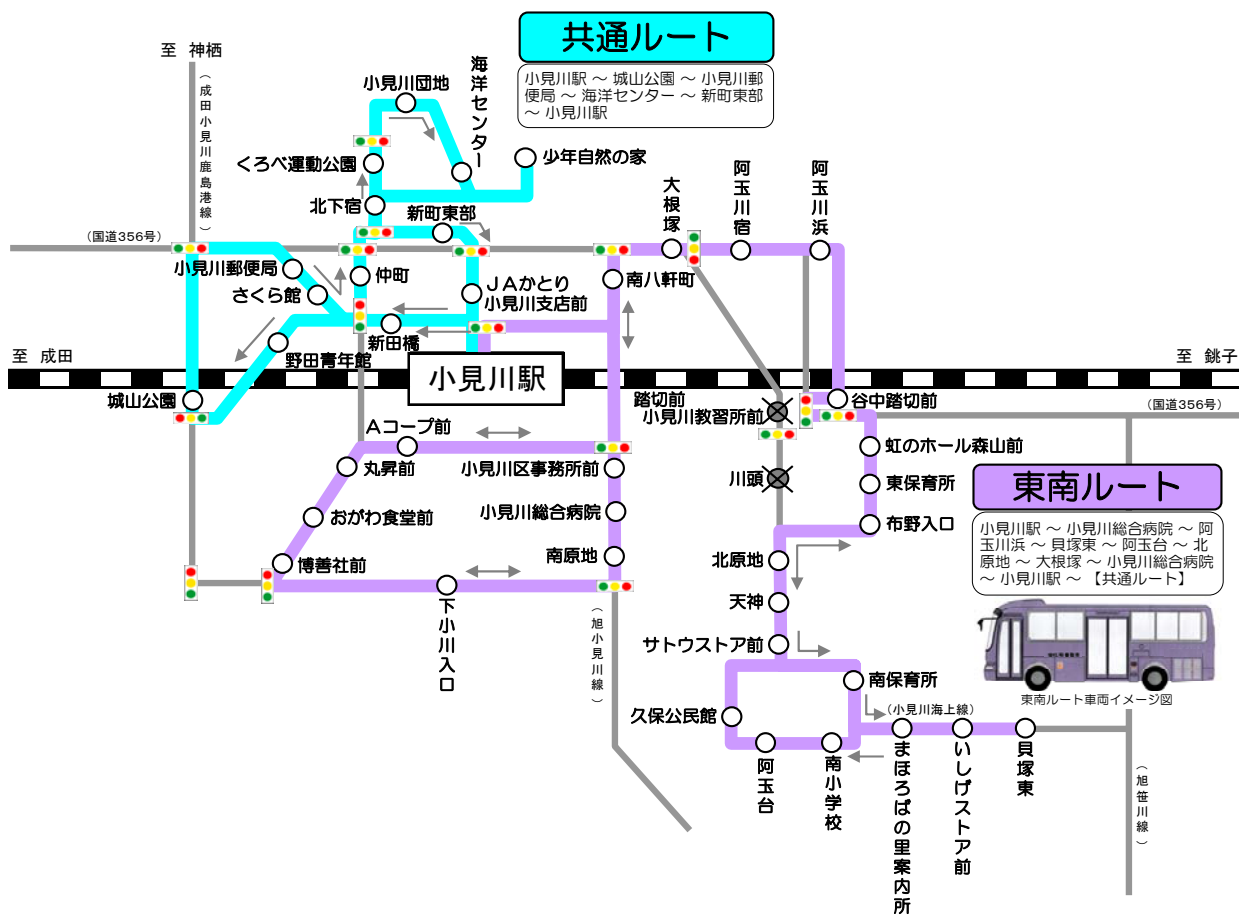 共通ルート
小見川駅 ～ 城山公園 ～ 小見川郵
便局 ～ 海洋センター ～ 新町東部
～ 小見川駅
至 神栖
（成田小見川鹿島港線）
小見川団地
海洋センター
くろべ運動公園
少年自然の家
北下宿
新町東部
大根塚
阿玉川宿
阿玉川浜
（国道356号）
小見川郵便局
さくら館
仲町
ＪＡかとり
小見川支店前
南八軒町
新田橋
野田青年館
至 成田
小見川駅
至 銚子
城山公園
踏切前
小見川教習所前
谷中踏切前
（国道356号）
Ａコープ前
丸昇前
小見川区事務所前
虹のホール森山前
川頭
東保育所
おがわ食堂前
小見川総合病院
布野入口
東南ルート
小見川駅 ～ 小見川総合病院 ～ 阿
玉川浜 ～ 貝塚東 ～ 阿玉台 ～ 北
原地 ～ 大根塚 ～ 小見川総合病院
～ 小見川駅 ～ 【共通ルート】
博善社前
南原地
北原地
下小川入口
天神
（旭小見川線）
サトウストア前
南保育所
東南ルート車両イメージ図
久保公民館
（小見川海上線）
阿玉台
南小学校
まほろばの里案内所
いしげストア前
貝塚東
（旭笹川線）